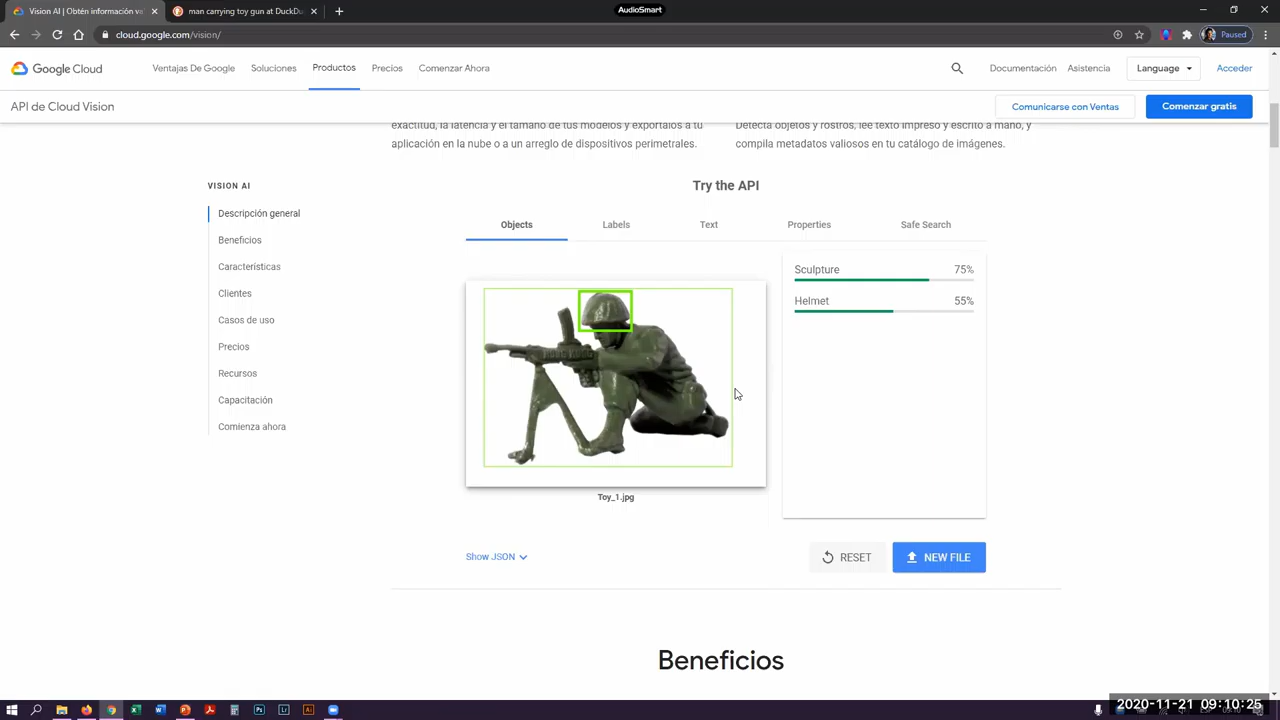 AudioSmart
Vision AI | Obtén información vi
man carrying toy gun at DuckDu
cloud.google.com/vision/
Paused
Google Cloud
Ventajas De Google
Soluciones
Productos
Precios
Comenzar Ahora
Documentación
Asistencia
Language
Acceder
API de Cloud Vision
Comunicarse con Ventas
Comenzar gratis
exactitud, la latencia y el tamaño de tus modelos y expórtalos a tu
aplicación en la nube o a un arreglo de dispositivos perimetrales.
Detecta objetos y rostros, lee texto impreso y escrito a mano, y
compila metadatos valiosos en tu catálogo de imágenes.
VISION AI
Descripción general
Beneficios
Características
Clientes
Casos de uso
Precios
Recursos
Capacitación
Comienza ahora
Try the API
Objects
Labels
Text
Properties
Safe Search
Sculpture 75%
Helmet 55%
Toy_1.jpg
Show JSON
RESET
NEW FILE
Beneficios
2020-11-21 09:10:25